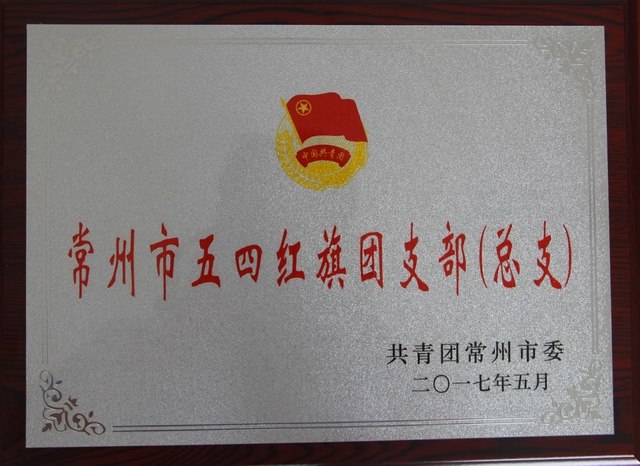 中国共青团
常州市五四红旗团支部(总支)
共青团常州市委
二〇一七年五月